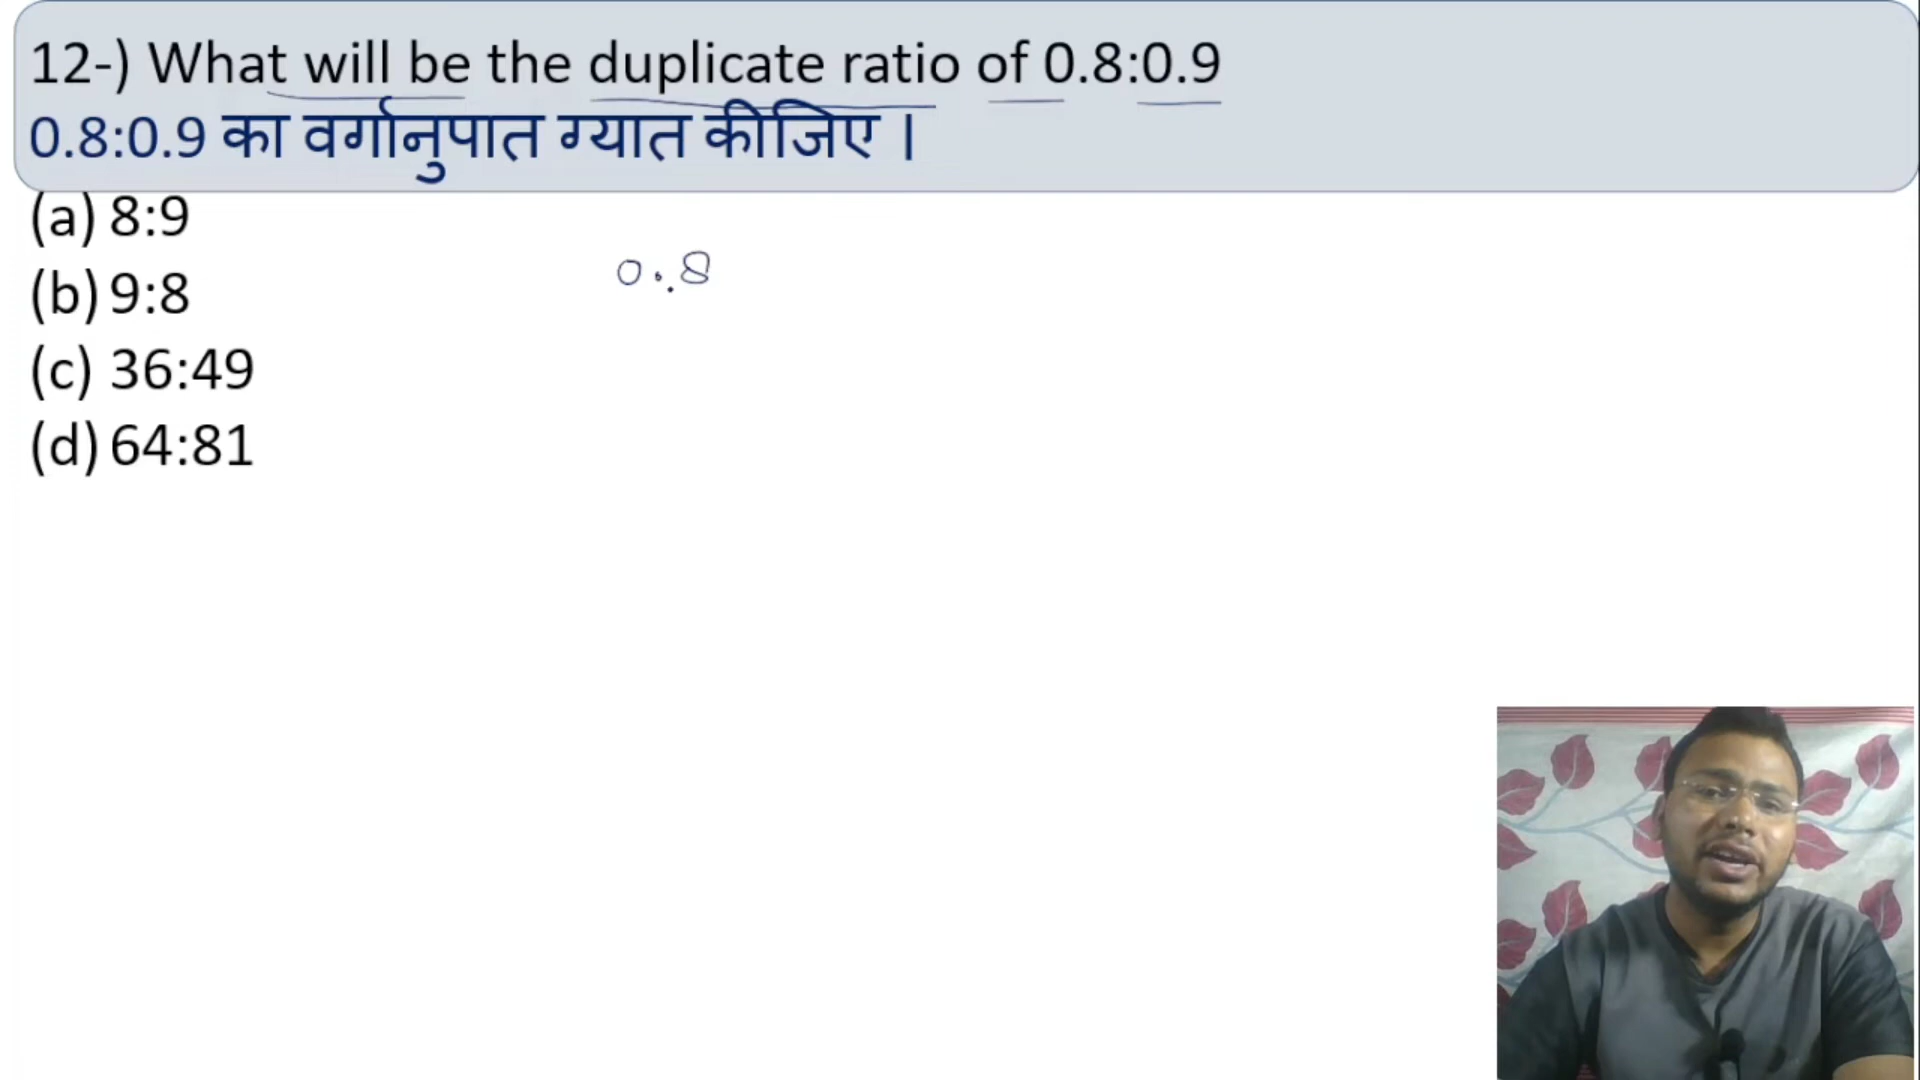 12-) What will be the duplicate ratio of 0.8:0.9
0.8:0.9 का वर्गानुपात ग्यात कीजिए ।
(a) 8:9
0.8
(b) 9:8
(c) 36:49
(d) 64:81